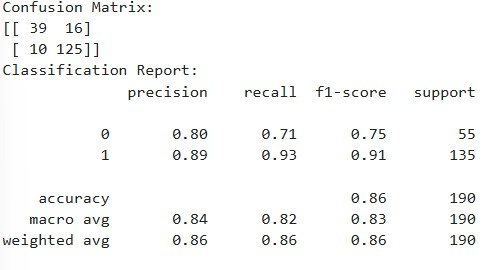 Confusion Matrix:
[[ 39  16]
 [ 10 125]]
Classification Report:
              precision    recall  f1-score   support

           0       0.80      0.71      0.75        55
           1       0.89      0.93      0.91       135

    accuracy                           0.86       190
   macro avg       0.84      0.82      0.83       190
weighted avg       0.86      0.86      0.86       190